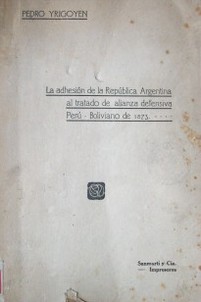 PEDRO YRIGOYEN
La adhesión de la República Argentina
al tratado de alianza defensiva
Perú - Boliviano de 1873. ····
Sanmartí y Cía.
Impresores